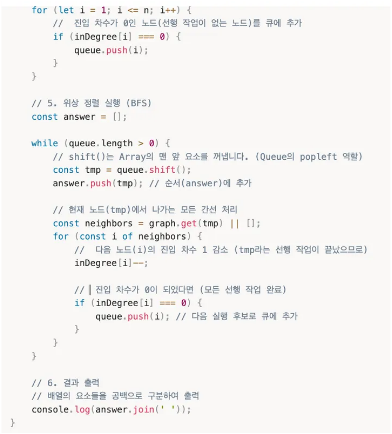 for (let i = 1; i <= n; i++) {
// 진입 차수가 0인 노드(선행 작업이 없는 노드)를 큐에 추가
if (inDegree[i] === 0) {
queue.push(i);
}
}
// 5. 위상 정렬 실행 (BFS)
const answer = [];
while (queue.length > 0) {
// shift()는 Array의 맨 앞 요소를 꺼냅니다. (Queue의 popleft 역할)
const tmp = queue.shift();
answer.push(tmp); // 순서(answer)에 추가
// 현재 노드(tmp)에서 나가는 모든 간선 처리
const neighbors = graph.get(tmp) || [];
for (const i of neighbors) {
// 다음 노드(i)의 진입 차수 1 감소 (tmp라는 선행 작업이 끝났으므로)
inDegree[i]--;
// 진입 차수가 0이 되었다면 (모든 선행 작업 완료)
if (inDegree[i] === 0) {
queue.push(i); // 다음 실행 후보로 큐에 추가
}
}
}
// 6. 결과 출력
// 배열의 요소들을 공백으로 구분하여 출력
console.log(answer.join(' '));
}